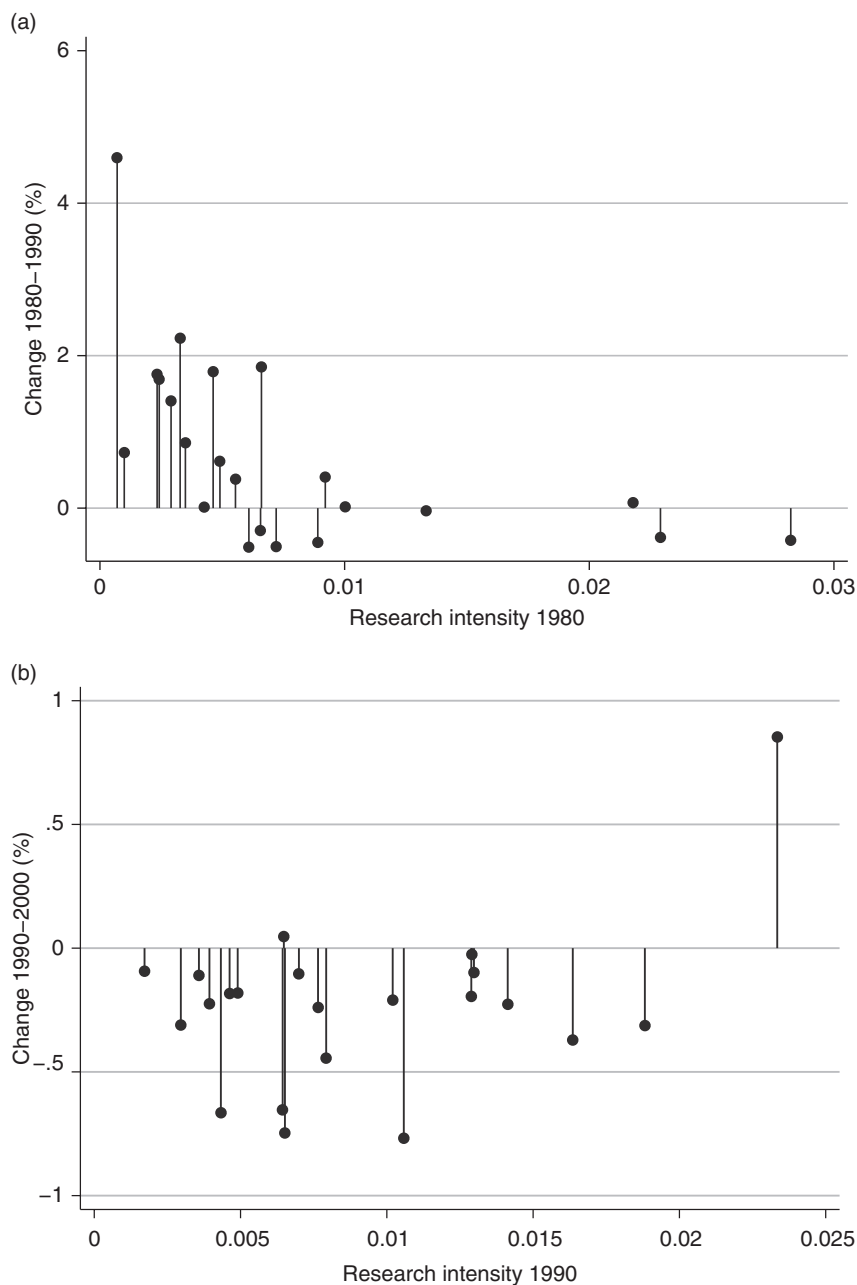 (a)
6
4
2
0
Change 1980–1990 (%)
0 0.01 0.02 0.03
Research intensity 1980
(b)
1
.5
0
–.5
–1
Change 1990–2000 (%)
0 0.005 0.01 0.015 0.02 0.025
Research intensity 1990